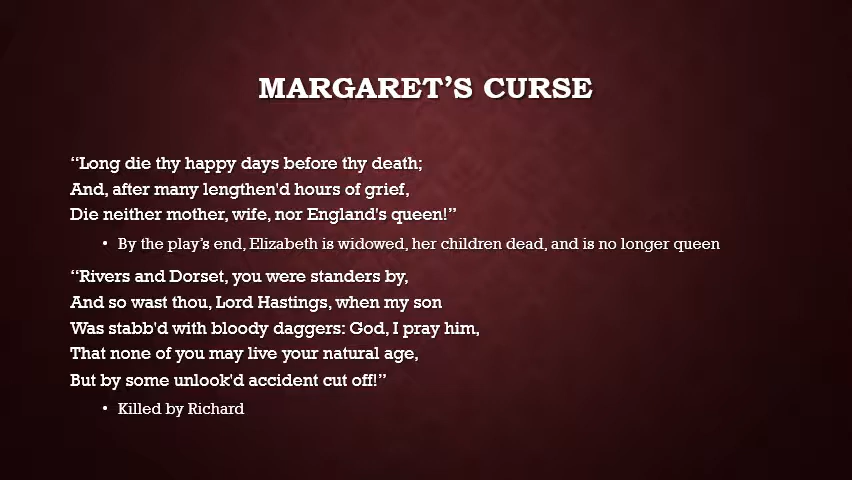 MARGARET’S CURSE
“Long die thy happy days before thy death;
And, after many lengthen'd hours of grief,
Die neither mother, wife, nor England's queen!”
• By the play’s end, Elizabeth is widowed, her children dead, and is no longer queen
“Rivers and Dorset, you were standers by,
And so wast thou, Lord Hastings, when my son
Was stabb'd with bloody daggers: God, I pray him,
That none of you may live your natural age,
But by some unlook'd accident cut off!”
• Killed by Richard